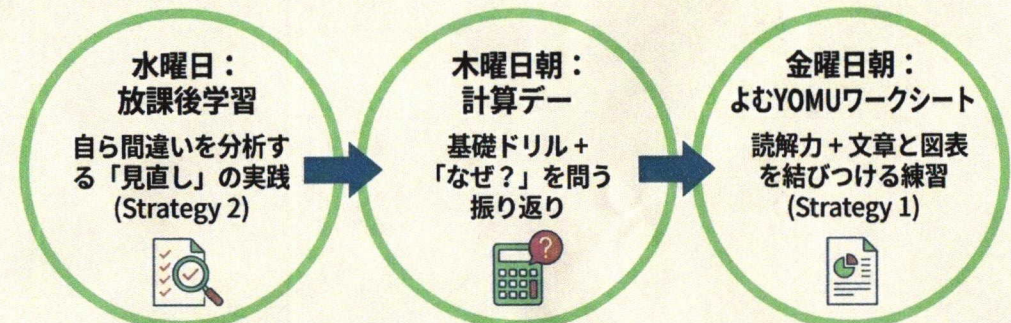 水曜日：
放課後学習
自ら間違いを分析す
る「見直し」の実践
(Strategy 2)
木曜日朝：
計算デー
基礎ドリル +
「なぜ？」を問う
振り返り
?
金曜日朝：
よむYOMUワークシート
読解力 + 文章と図表
を結びつける練習
(Strategy 1)